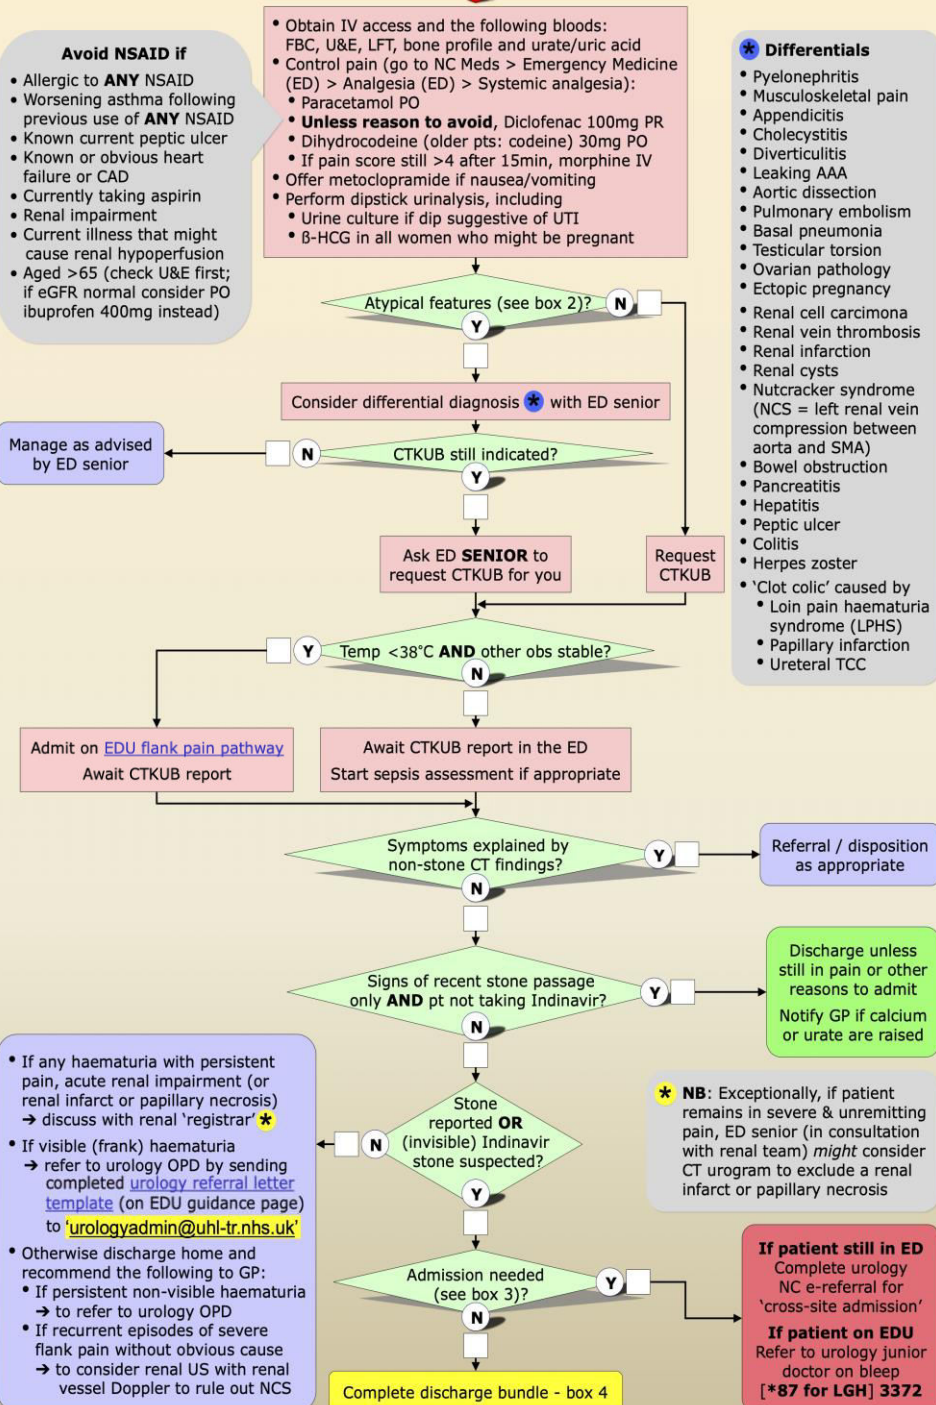 • Obtain IV access and the following bloods:
FBC, U&E, LFT, bone profile and urate/uric acid
• Control pain (go to NC Meds > Emergency Medicine
(ED) > Analgesia (ED) > Systemic analgesia):
• Paracetamol PO
• Unless reason to avoid, Diclofenac 100mg PR
• Dihydrocodeine (older pts: codeine) 30mg PO
• If pain score still >4 after 15min, morphine IV
• Offer metoclopramide if nausea/vomiting
• Perform dipstick urinalysis, including
• Urine culture if dip suggestive of UTI
• ß-HCG in all women who might be pregnant
Avoid NSAID if
• Allergic to ANY NSAID
• Worsening asthma following
previous use of ANY NSAID
• Known current peptic ulcer
• Known or obvious heart
failure or CAD
• Currently taking aspirin
• Renal impairment
• Current illness that might
cause renal hypoperfusion
• Aged >65 (check U&E first;
if eGFR normal consider PO
ibuprofen 400mg instead)
* Differentials
• Pyelonephritis
• Musculoskeletal pain
• Appendicitis
• Cholecystitis
• Diverticulitis
• Leaking AAA
• Aortic dissection
• Pulmonary embolism
• Basal pneumonia
• Testicular torsion
• Ovarian pathology
• Ectopic pregnancy
• Renal cell carcimona
• Renal vein thrombosis
• Renal infarction
• Renal cysts
• Nutcracker syndrome
(NCS = left renal vein
compression between
aorta and SMA)
• Bowel obstruction
• Pancreatitis
• Hepatitis
• Peptic ulcer
• Colitis
• Herpes zoster
• ‘Clot colic’ caused by
• Loin pain haematuria
syndrome (LPHS)
• Papillary infarction
• Ureteral TCC
Atypical features (see box 2)?
N
Y
Consider differential diagnosis * with ED senior
Manage as advised
by ED senior
N
CTKUB still indicated?
Y
Ask ED SENIOR to
request CTKUB for you
Request
CTKUB
Y
Temp <38°C AND other obs stable?
N
Admit on EDU flank pain pathway
Await CTKUB report
Await CTKUB report in the ED
Start sepsis assessment if appropriate
Symptoms explained by
non-stone CT findings?
Y
N
Referral / disposition
as appropriate
Signs of recent stone passage
only AND pt not taking Indinavir?
Y
N
Discharge unless
still in pain or other
reasons to admit
Notify GP if calcium
or urate are raised
• If any haematuria with persistent
pain, acute renal impairment (or
renal infarct or papillary necrosis)
→ discuss with renal ‘registrar’ *
• If visible (frank) haematuria
→ refer to urology OPD by sending
completed urology referral letter
template (on EDU guidance page)
to ‘urologyadmin@uhl-tr.nhs.uk’
• Otherwise discharge home and
recommend the following to GP:
• If persistent non-visible haematuria
→ to refer to urology OPD
• If recurrent episodes of severe
flank pain without obvious cause
→ to consider renal US with renal
vessel Doppler to rule out NCS
N
Stone
reported OR
(invisible) Indinavir
stone suspected?
Y
* NB: Exceptionally, if patient
remains in severe & unremitting
pain, ED senior (in consultation
with renal team) might consider
CT urogram to exclude a renal
infarct or papillary necrosis
Admission needed
(see box 3)?
Y
N
If patient still in ED
Complete urology
NC e-referral for
‘cross-site admission’
If patient on EDU
Refer to urology junior
doctor on bleep
[*87 for LGH] 3372
Complete discharge bundle - box 4